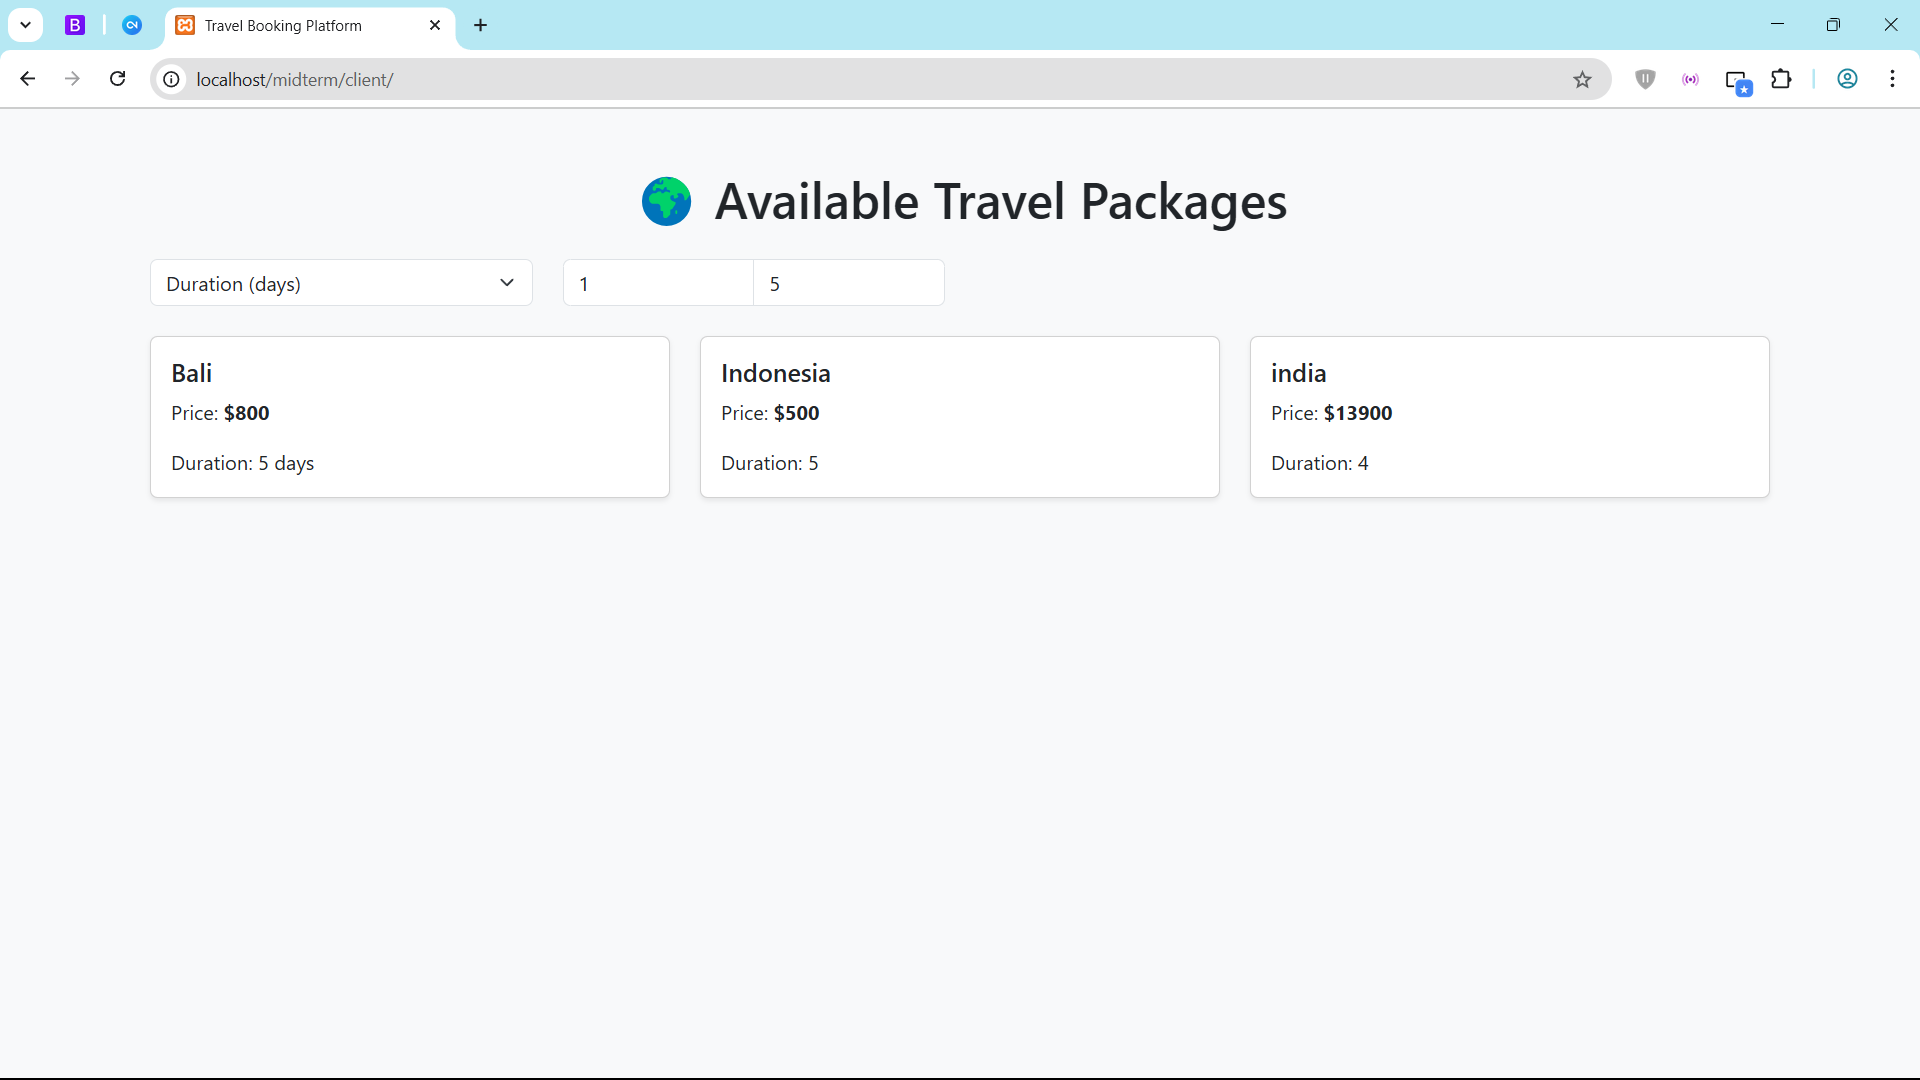 B
Travel Booking Platform
localhost/midterm/client/
Available Travel Packages
Duration (days)
1
5
Bali
Price: $800
Duration: 5 days
Indonesia
Price: $500
Duration: 5
india
Price: $13900
Duration: 4